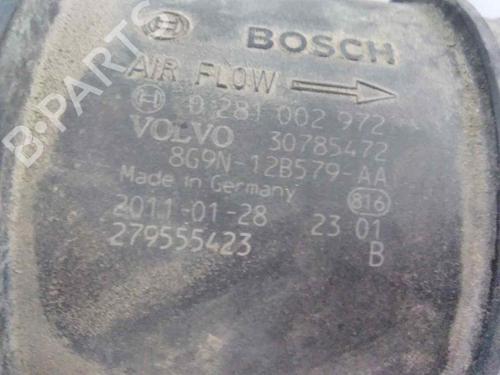 BOSCH
AIR FLOW
0 281 002 972
VOLVO 30785472
8G9N-12B579-AA
Made in Germany 816
2011-01-28 23 01
279555423 B